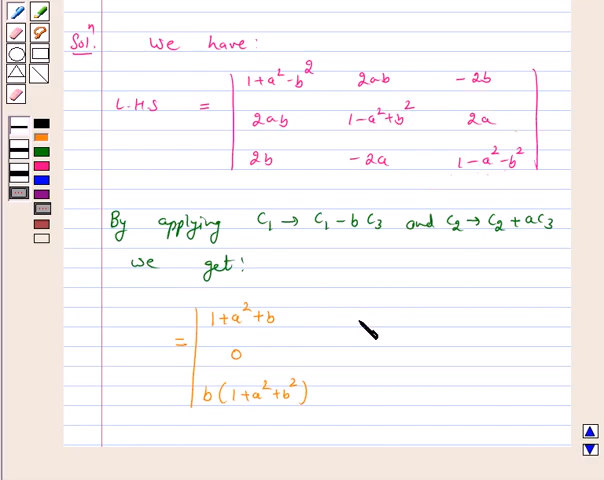 Solⁿ. We have:
L.H.S = | 1+a²-b² 2ab -2b |
| 2ab 1-a²+b² 2a |
| 2b -2a 1-a²-b² |
By applying C₁ → C₁ - b C₃ and C₂ → C₂ + aC₃
we get:
= | 1+a²+b
| 0
| b(1+a²+b²)